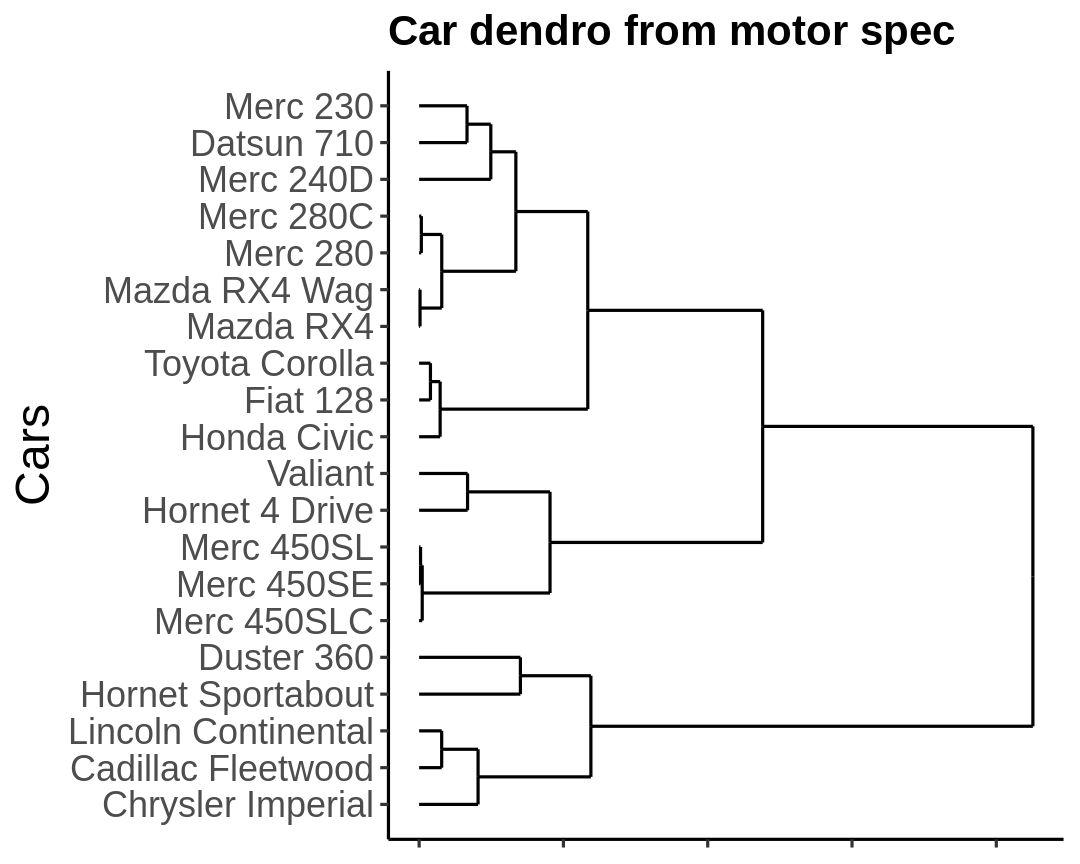 Car dendro from motor spec
Merc 230
Datsun 710
Merc 240D
Merc 280C
Merc 280
Mazda RX4 Wag
Mazda RX4
Toyota Corolla
Fiat 128
Honda Civic
Valiant
Hornet 4 Drive
Merc 450SL
Merc 450SE
Merc 450SLC
Duster 360
Hornet Sportabout
Lincoln Continental
Cadillac Fleetwood
Chrysler Imperial
Cars